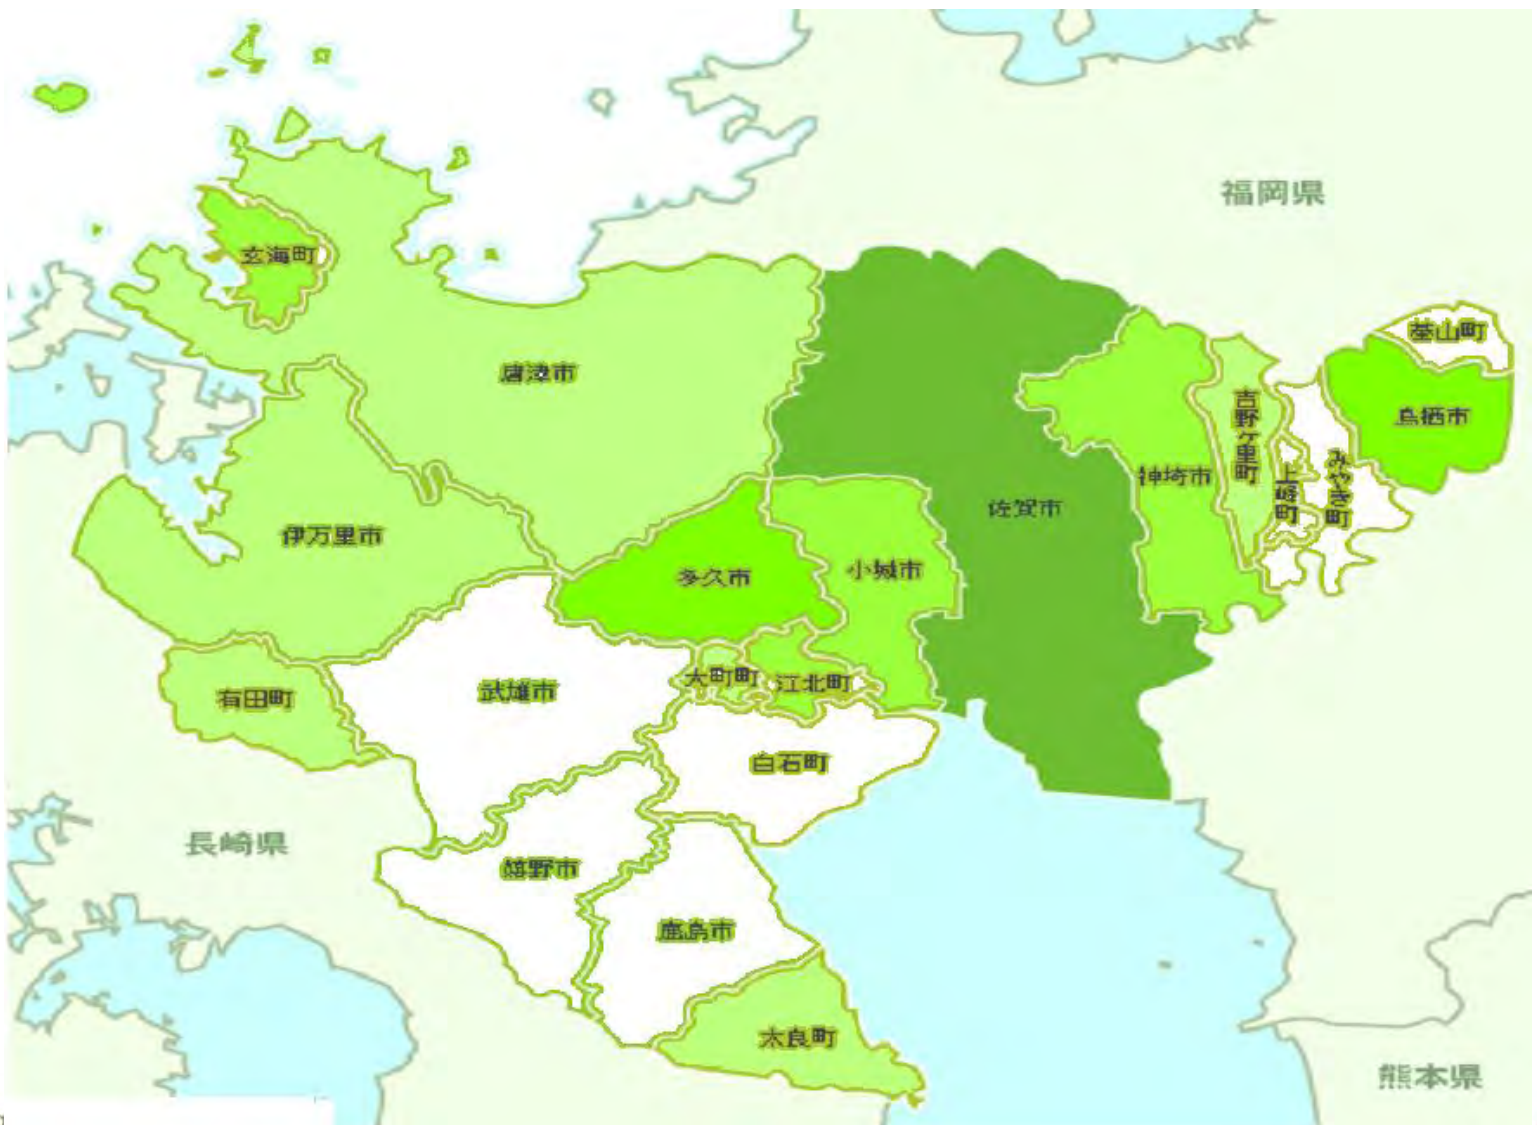 福岡県
玄海町
基山町
唐津市
鳥栖市
吉野ヶ里町
みやき町
神埼市
上峰町
佐賀市
伊万里市
多久市
小城市
大町町
江北町
武雄市
有田町
白石町
長崎県
嬉野市
鹿島市
太良町
熊本県